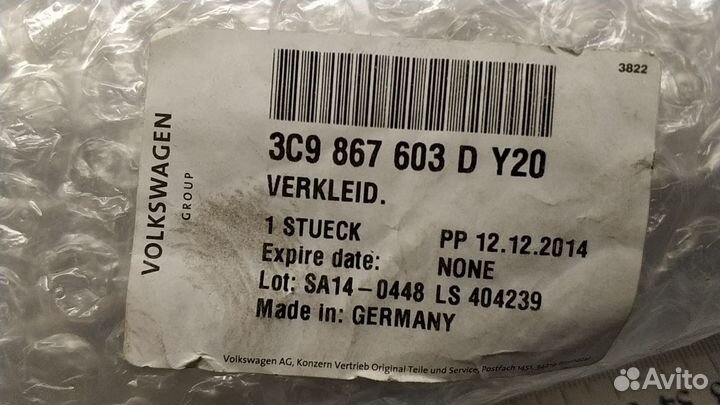 VOLKSWAGEN
GROUP
3822
3C9 867 603 D Y20
VERKLEID.
1 STUECK PP 12.12.2014
Expire date: NONE
Lot: SA14-0448 LS 404239
Made in: GERMANY
Volkswagen AG, Konzern Vertrieb Original Teile und Service, Postfach 1451,
Avito